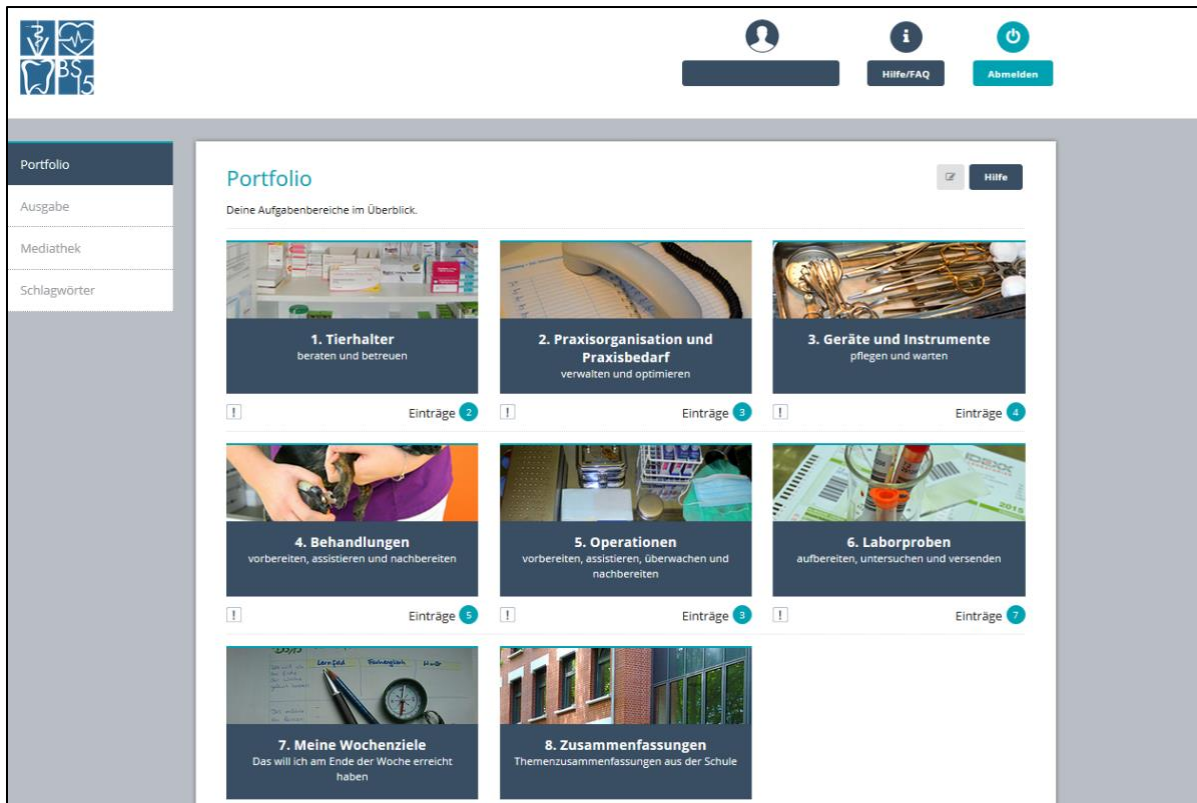 BS
15
Hilfe/FAQ
Abmelden
Portfolio
Ausgabe
Mediathek
Schlagwörter
Portfolio
Hilfe
Deine Aufgabenbereiche im Überblick.
1. Tierhalter
beraten und betreuen
2. Praxisorganisation und
Praxisbedarf
verwalten und optimieren
3. Geräte und Instrumente
pflegen und warten
! Einträge 2
! Einträge 3
! Einträge 4
IDEXX
2015
4. Behandlungen
vorbereiten, assistieren und nachbereiten
5. Operationen
vorbereiten, assistieren, überwachen und
nachbereiten
6. Laborproben
aufbereiten, untersuchen und versenden
! Einträge 5
! Einträge 3
! Einträge 7
Lernfeld
7. Meine Wochenziele
Das will ich am Ende der Woche erreicht
haben
8. Zusammenfassungen
Themenzusammenfassungen aus der Schule